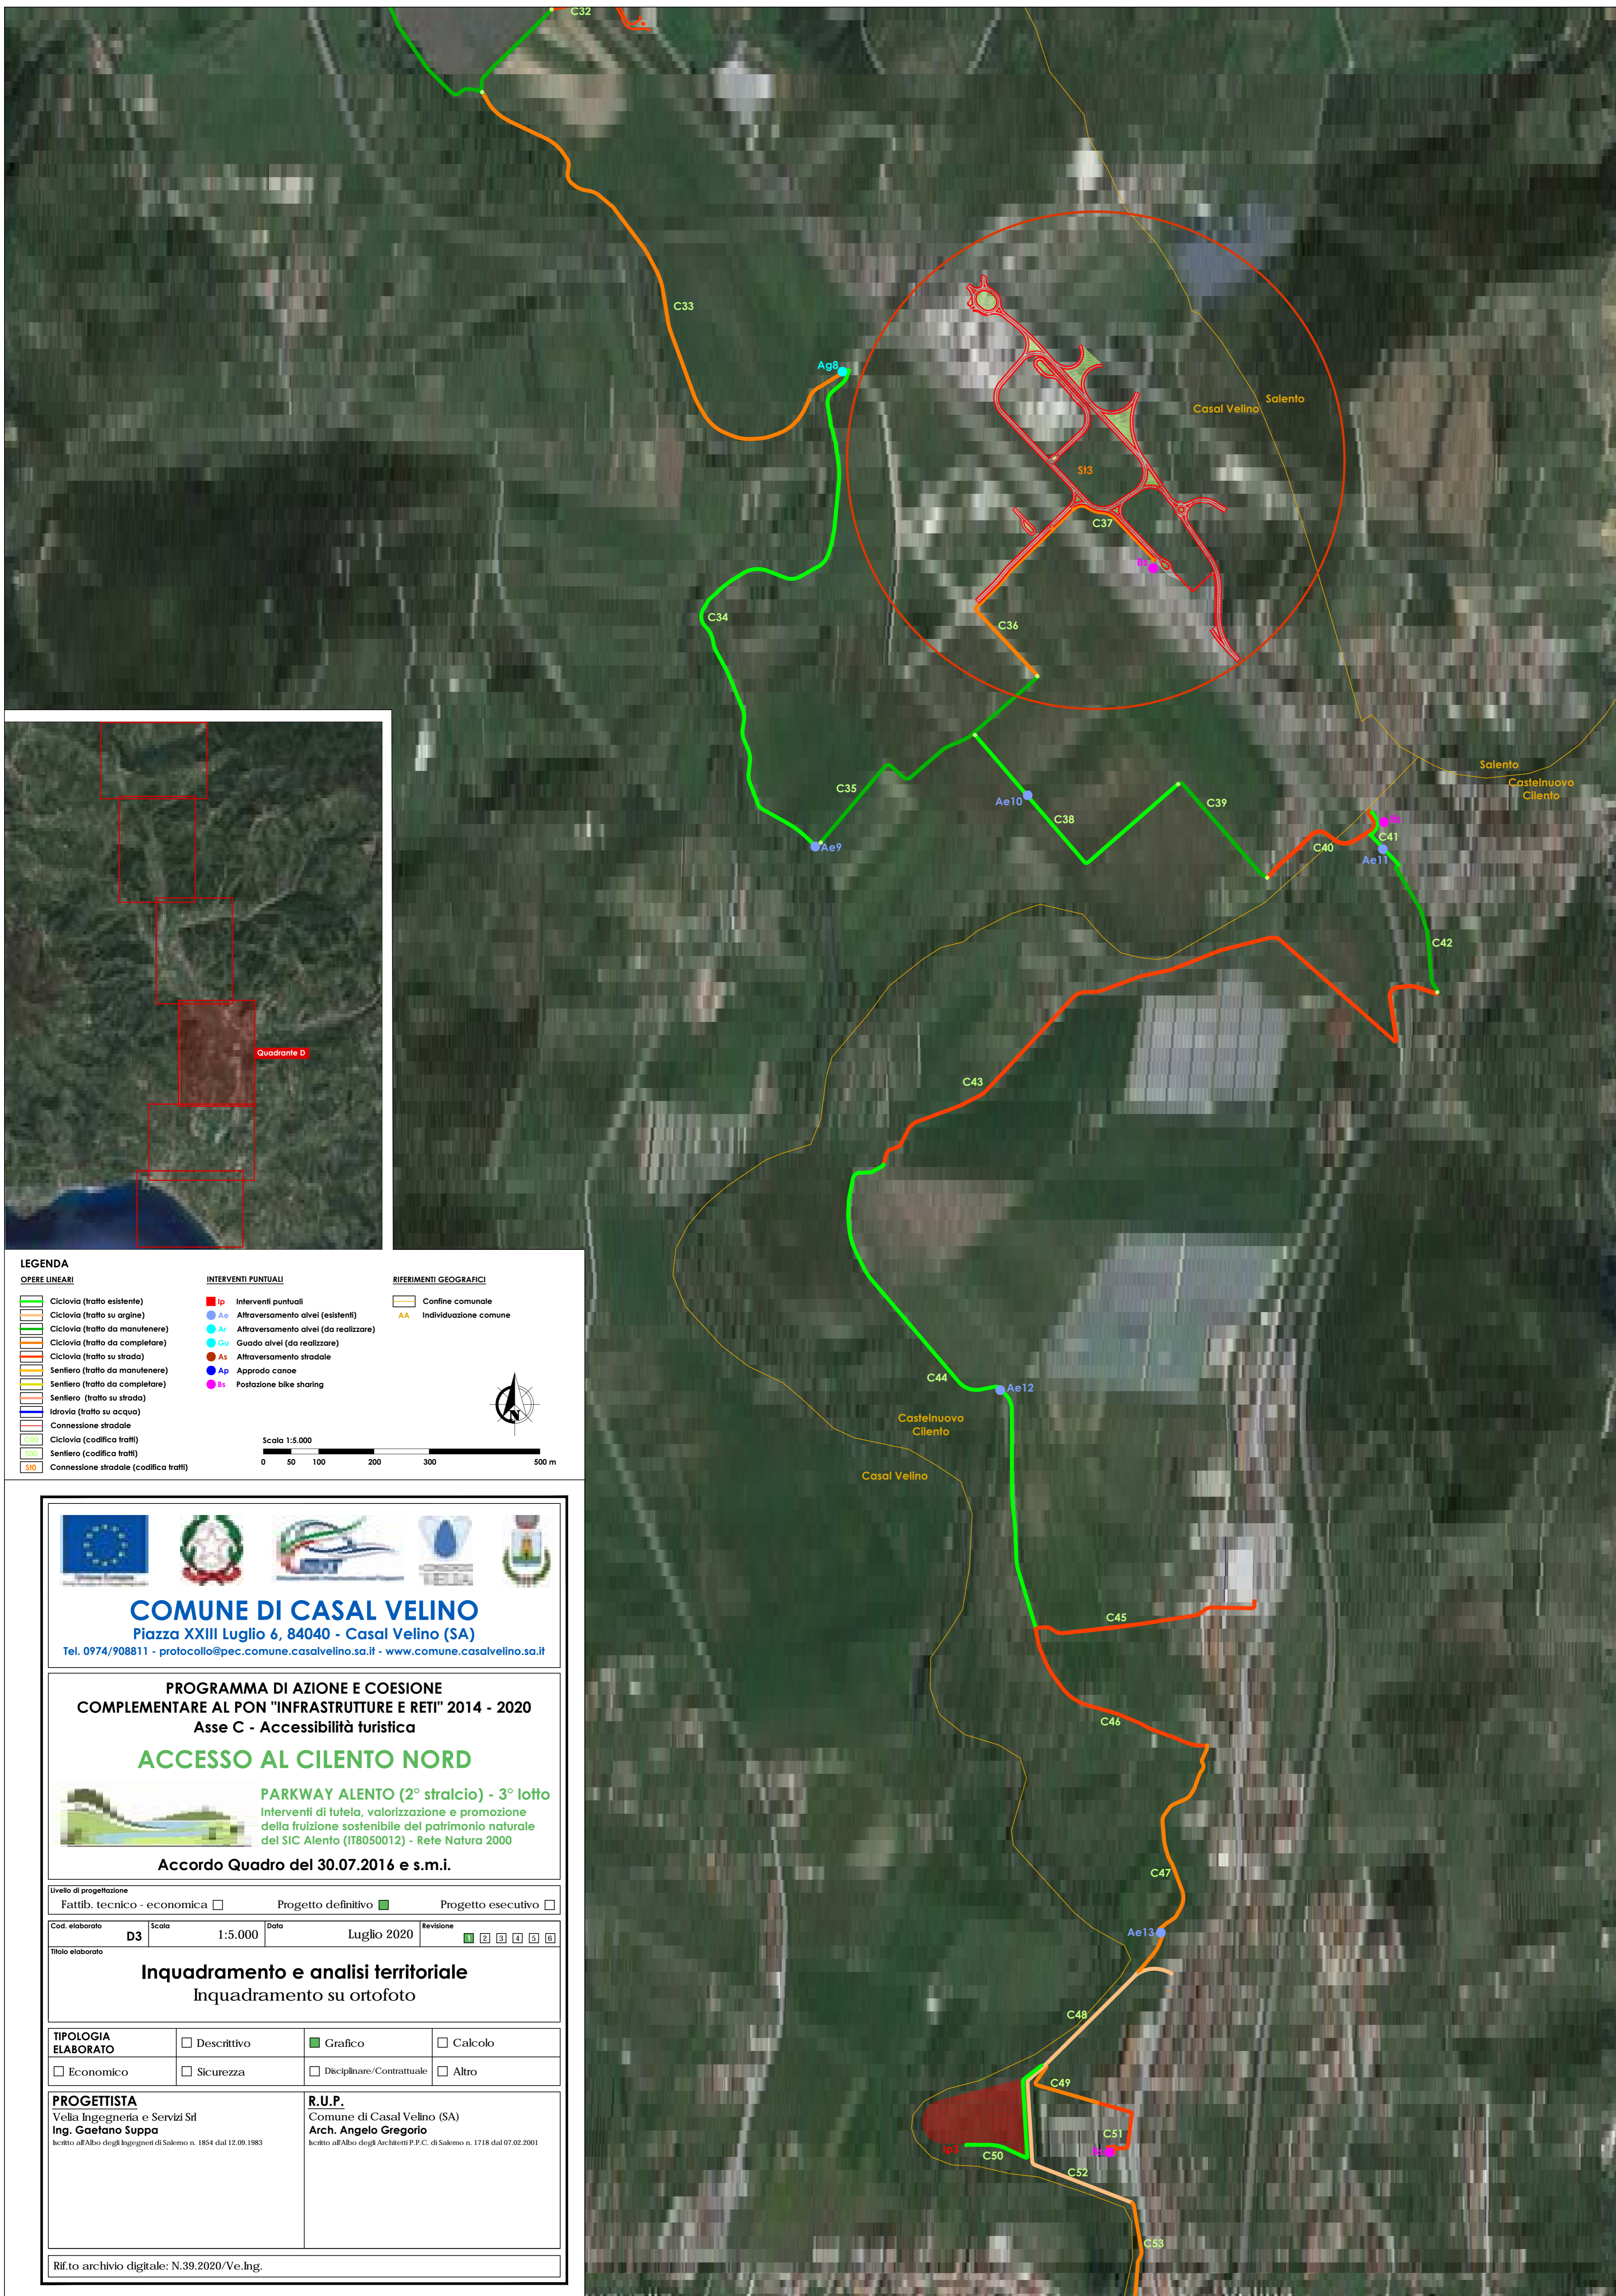 C32
C33
Ag8
Salento
Casal Velino
St3
C37
Bs
C34
C36
Salento
Castelnuovo
Cilento
C35
Ae10
C38
C39
Ae9
C40
C41
Ae11
C42
Quadrante D
C43
C44
Ae12
Castelnuovo
Cilento
Casal Velino
C45
C46
C47
Ae13
C48
C49
C51
Ip3
C50
C52
C53
LEGENDA
OPERE LINEARI
Ciclovia (tratto esistente)
Ciclovia (tratto su argine)
Ciclovia (tratto da manutenere)
Ciclovia (tratto da completare)
Ciclovia (tratto su strada)
Sentiero (tratto da manutenere)
Sentiero (tratto da completare)
Sentiero (tratto su strada)
Idrovia (tratto su acqua)
Connessione stradale
C00 Ciclovia (codifica tratti)
S00 Sentiero (codifica tratti)
St0 Connessione stradale (codifica tratti)
INTERVENTI PUNTUALI
Ip Interventi puntuali
Ae Attraversamento alvei (esistenti)
Ar Attraversamento alvei (da realizzare)
Gu Guado alvei (da realizzare)
As Attraversamento stradale
Ap Approdo canoe
Bs Postazione bike sharing
RIFERIMENTI GEOGRAFICI
Confine comunale
AA Individuazione comune
N
Scala 1:5.000
0 50 100 200 300 500 m
COMUNE DI CASAL VELINO
Piazza XXIII Luglio 6, 84040 - Casal Velino (SA)
Tel. 0974/908811 - protocollo@pec.comune.casalvelino.sa.it - www.comune.casalvelino.sa.it
PROGRAMMA DI AZIONE E COESIONE
COMPLEMENTARE AL PON "INFRASTRUTTURE E RETI" 2014 - 2020
Asse C - Accessibilità turistica
ACCESSO AL CILENTO NORD
PARKWAY ALENTO (2° stralcio) - 3° lotto
Interventi di tutela, valorizzazione e promozione
della fruizione sostenibile del patrimonio naturale
del SIC Alento (IT8050012) - Rete Natura 2000
Accordo Quadro del 30.07.2016 e s.m.i.
Livello di progettazione
Fattib. tecnico - economica Progetto definitivo Progetto esecutivo
Cod. elaborato Scala Data Revisione
D3 1:5.000 Luglio 2020 1 2 3 4 5 6
Titolo elaborato
Inquadramento e analisi territoriale
Inquadramento su ortofoto
TIPOLOGIA
ELABORATO
Descrittivo Grafico Calcolo
Economico Sicurezza Disciplinare/Contrattuale Altro
PROGETTISTA
Velia Ingegneria e Servizi Srl
Ing. Gaetano Suppa
Iscritto all'Albo degli Ingegneri di Salerno n. 1854 dal 12.09.1983
R.U.P.
Comune di Casal Velino (SA)
Arch. Angelo Gregorio
Iscritto all'Albo degli Architetti P.P.C. di Salerno n. 1718 dal 07.02.2001
Rif.to archivio digitale: N.39.2020/Ve.Ing.